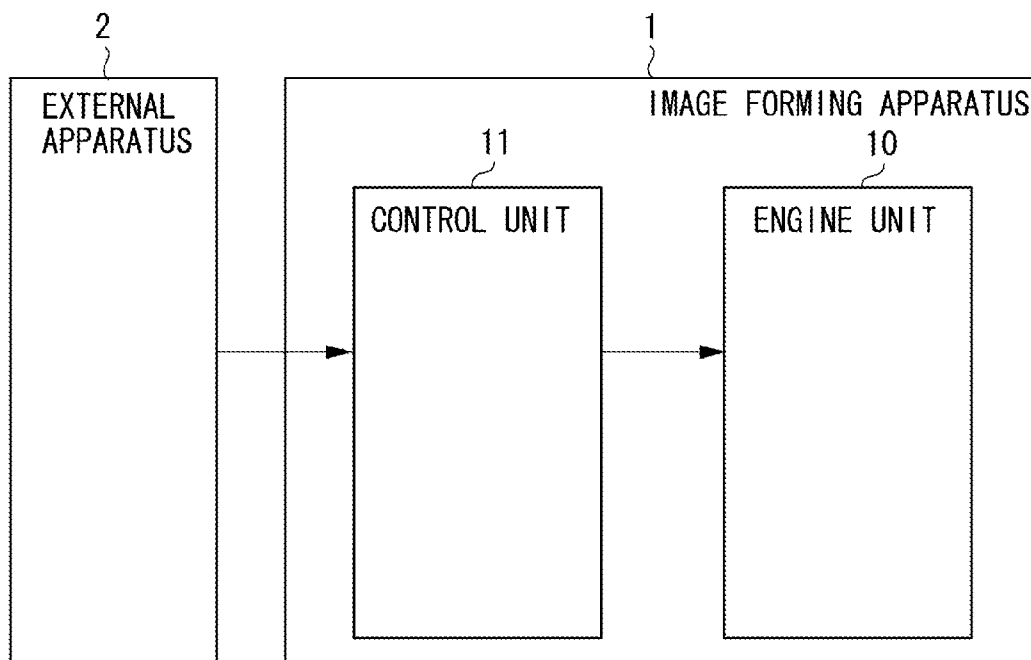 2
1
EXTERNAL
APPARATUS
IMAGE FORMING APPARATUS
11
10
CONTROL UNIT
ENGINE UNIT